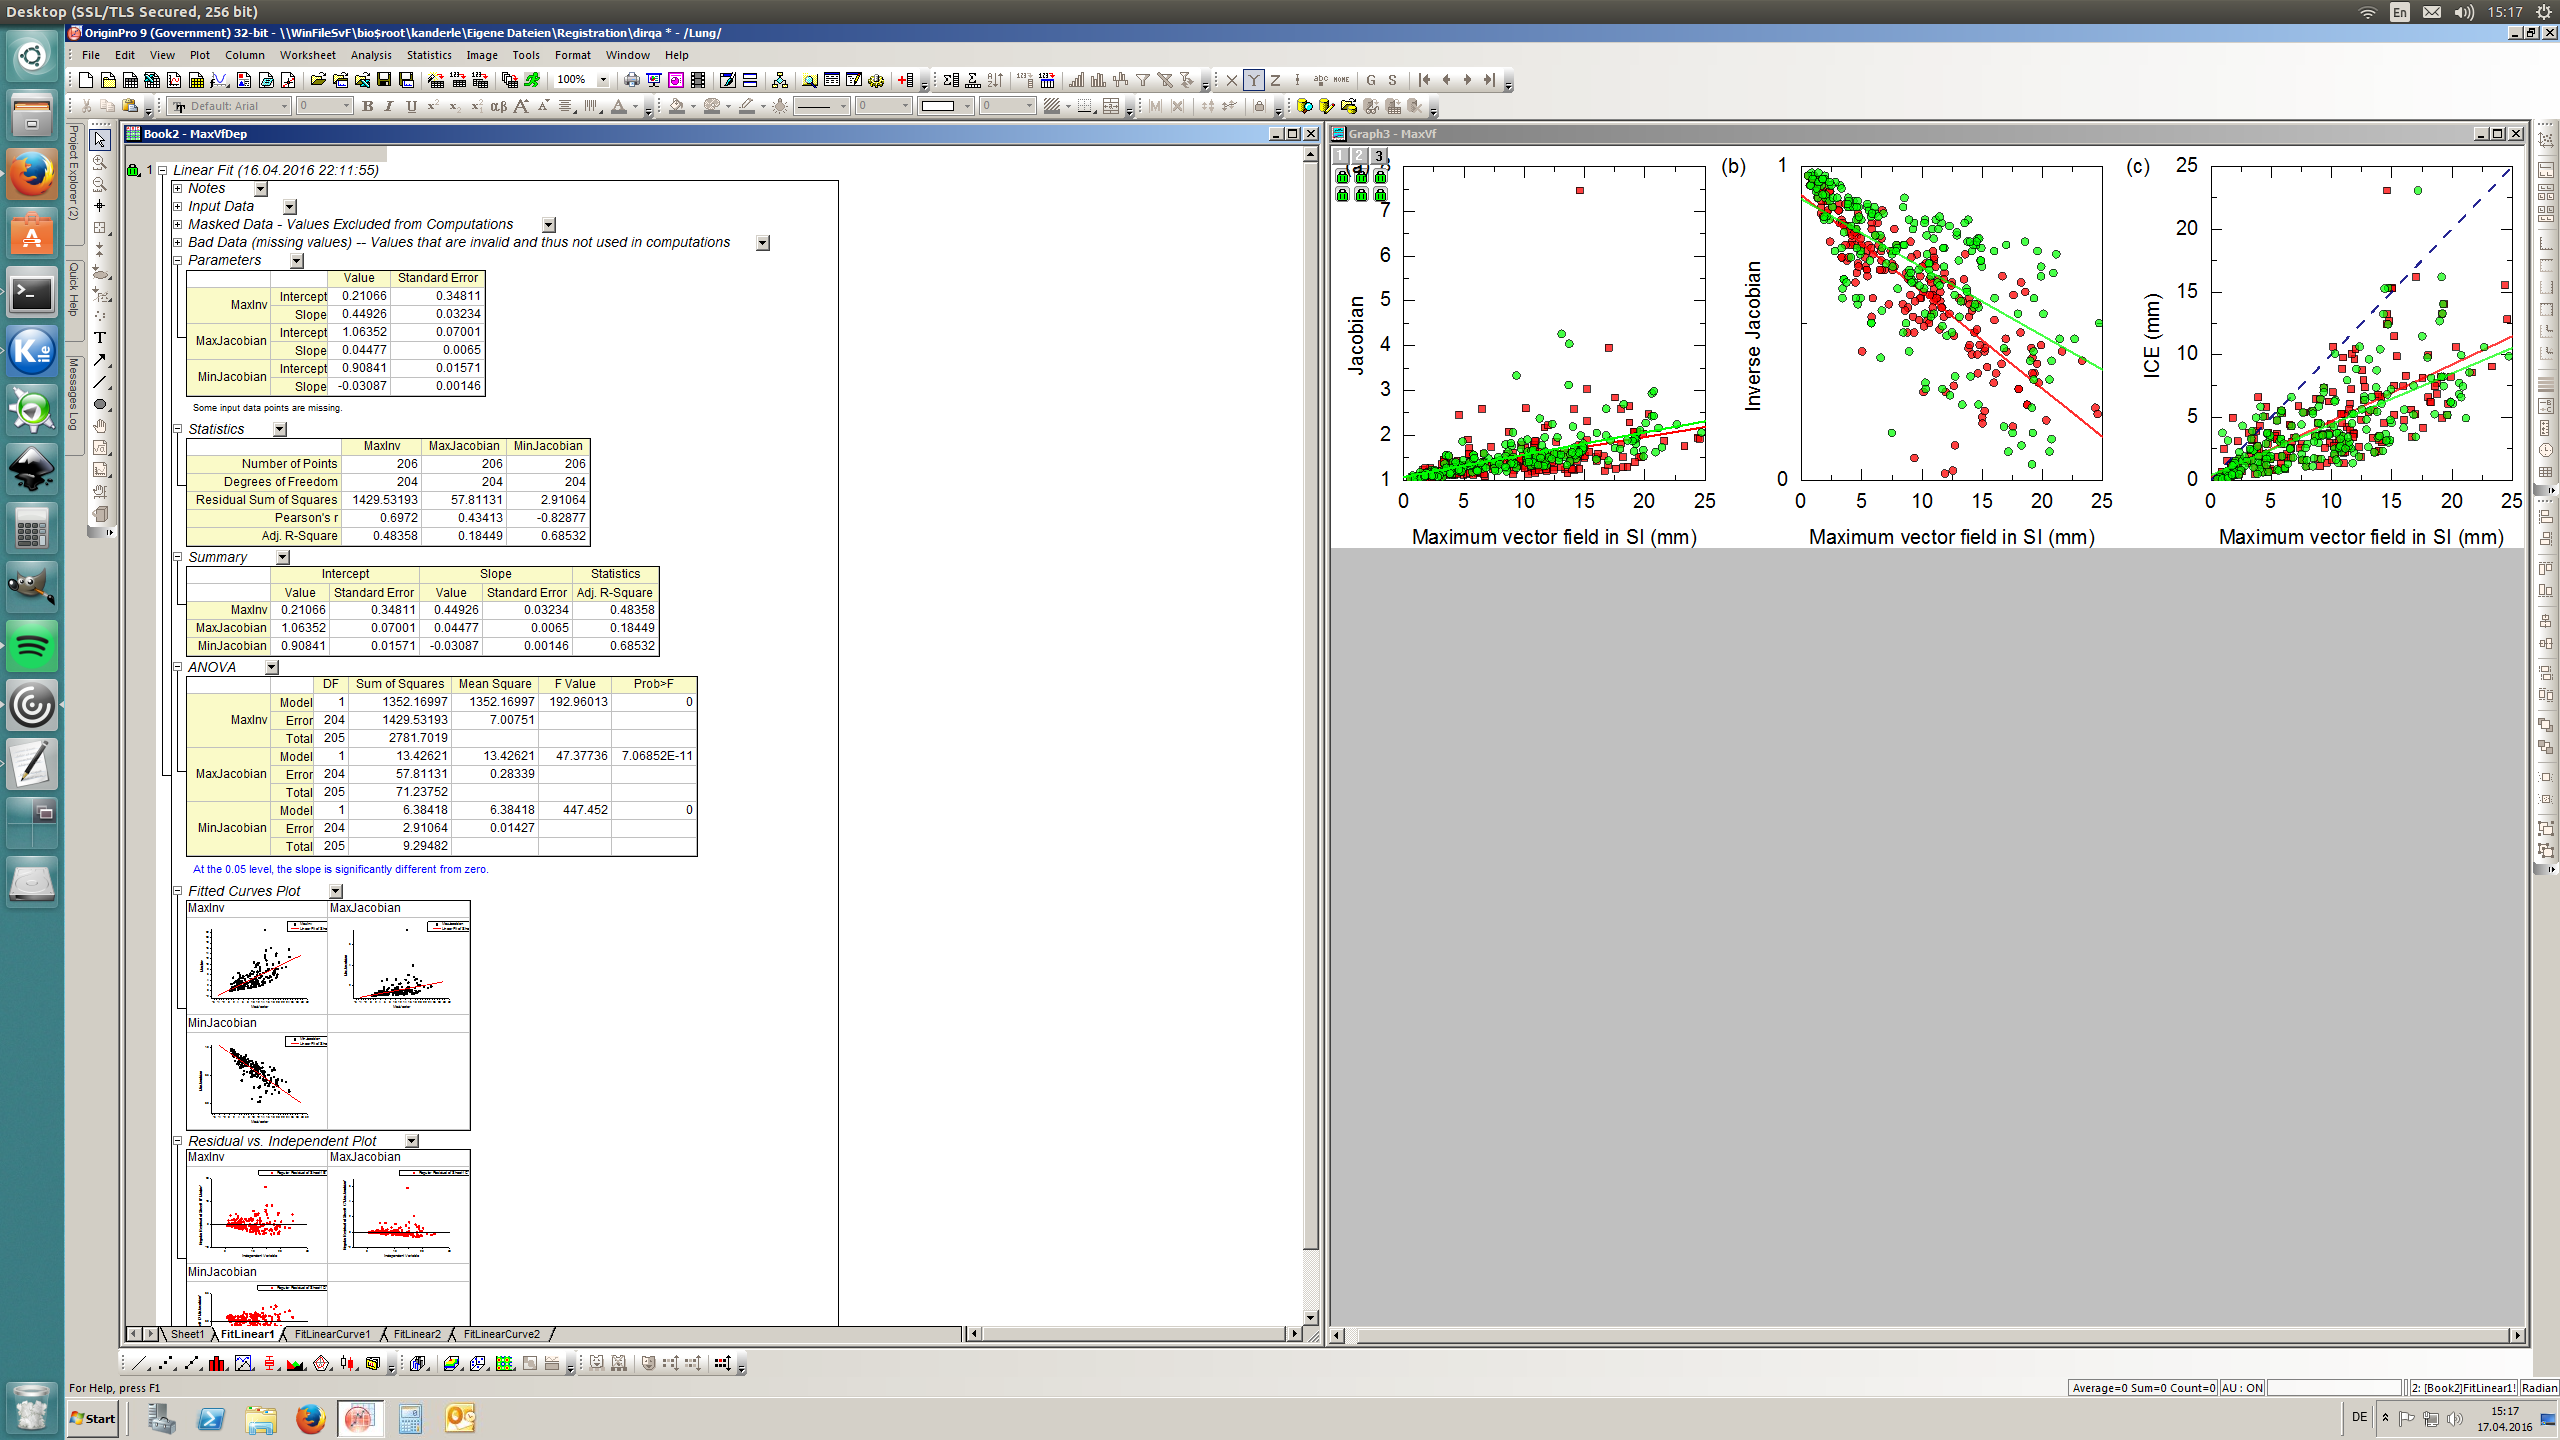 Desktop (SSL/TLS Secured, 256 bit)
En
15:17
OriginPro 9 (Government) 32-bit - \\WinFileSvF\bio$root\kanderle\Eigene Dateien\Registration\dirqa * - /Lung/
File Edit View Plot Column Worksheet Analysis Statistics Image Tools Format Window Help
100%
Default: Arial 0
B I U
Project Explorer (2)
Quick Help
Messages Log
Book2 - MaxVfDep
1 Linear Fit (16.04.2016 22:11:55)
Notes
Input Data
Masked Data - Values Excluded from Computations
Bad Data (missing values) -- Values that are invalid and thus not used in computations
Parameters
Value Standard Error
MaxInv Intercept 0.21066 0.34811
Slope 0.44926 0.03234
MaxJacobian Intercept 1.06352 0.07001
Slope 0.04477 0.0065
MinJacobian Intercept 0.90841 0.01571
Slope -0.03087 0.00146
Some input data points are missing.
Statistics
MaxInv MaxJacobian MinJacobian
Number of Points 206 206 206
Degrees of Freedom 204 204 204
Residual Sum of Squares 1429.53193 57.81131 2.91064
Pearson's r 0.6972 0.43413 -0.82877
Adj. R-Square 0.48358 0.18449 0.68532
Summary
Intercept Slope Statistics
Value Standard Error Value Standard Error Adj. R-Square
MaxInv 0.21066 0.34811 0.44926 0.03234 0.48358
MaxJacobian 1.06352 0.07001 0.04477 0.0065 0.18449
MinJacobian 0.90841 0.01571 -0.03087 0.00146 0.68532
ANOVA
DF Sum of Squares Mean Square F Value Prob>F
MaxInv Model 1 1352.16997 1352.16997 192.96013 0
Error 204 1429.53193 7.00751
Total 205 2781.7019
MaxJacobian Model 1 13.42621 13.42621 47.37736 7.06852E-11
Error 204 57.81131 0.28339
Total 205 71.23752
MinJacobian Model 1 6.38418 6.38418 447.452 0
Error 204 2.91064 0.01427
Total 205 9.29482
At the 0.05 level, the slope is significantly different from zero.
Fitted Curves Plot
MaxInv MaxJacobian
MinJacobian
Residual vs. Independent Plot
MaxInv MaxJacobian
MinJacobian
Sheet1 FitLinear1 FitLinearCurve1 FitLinear2 FitLinearCurve2
Graph3 - MaxVf
1 2 3
(a)
8
7
6
5
4
3
2
1
Jacobian
0 5 10 15 20 25
Maximum vector field in SI (mm)
(b)
1
0
Inverse Jacobian
0 5 10 15 20 25
Maximum vector field in SI (mm)
(c)
25
20
15
10
5
0
ICE (mm)
0 5 10 15 20 25
Maximum vector field in SI (mm)
For Help, press F1
Average=0 Sum=0 Count=0 AU : ON 2: [Book2]FitLinear1! Radian
Start
DE
15:17
17.04.2016